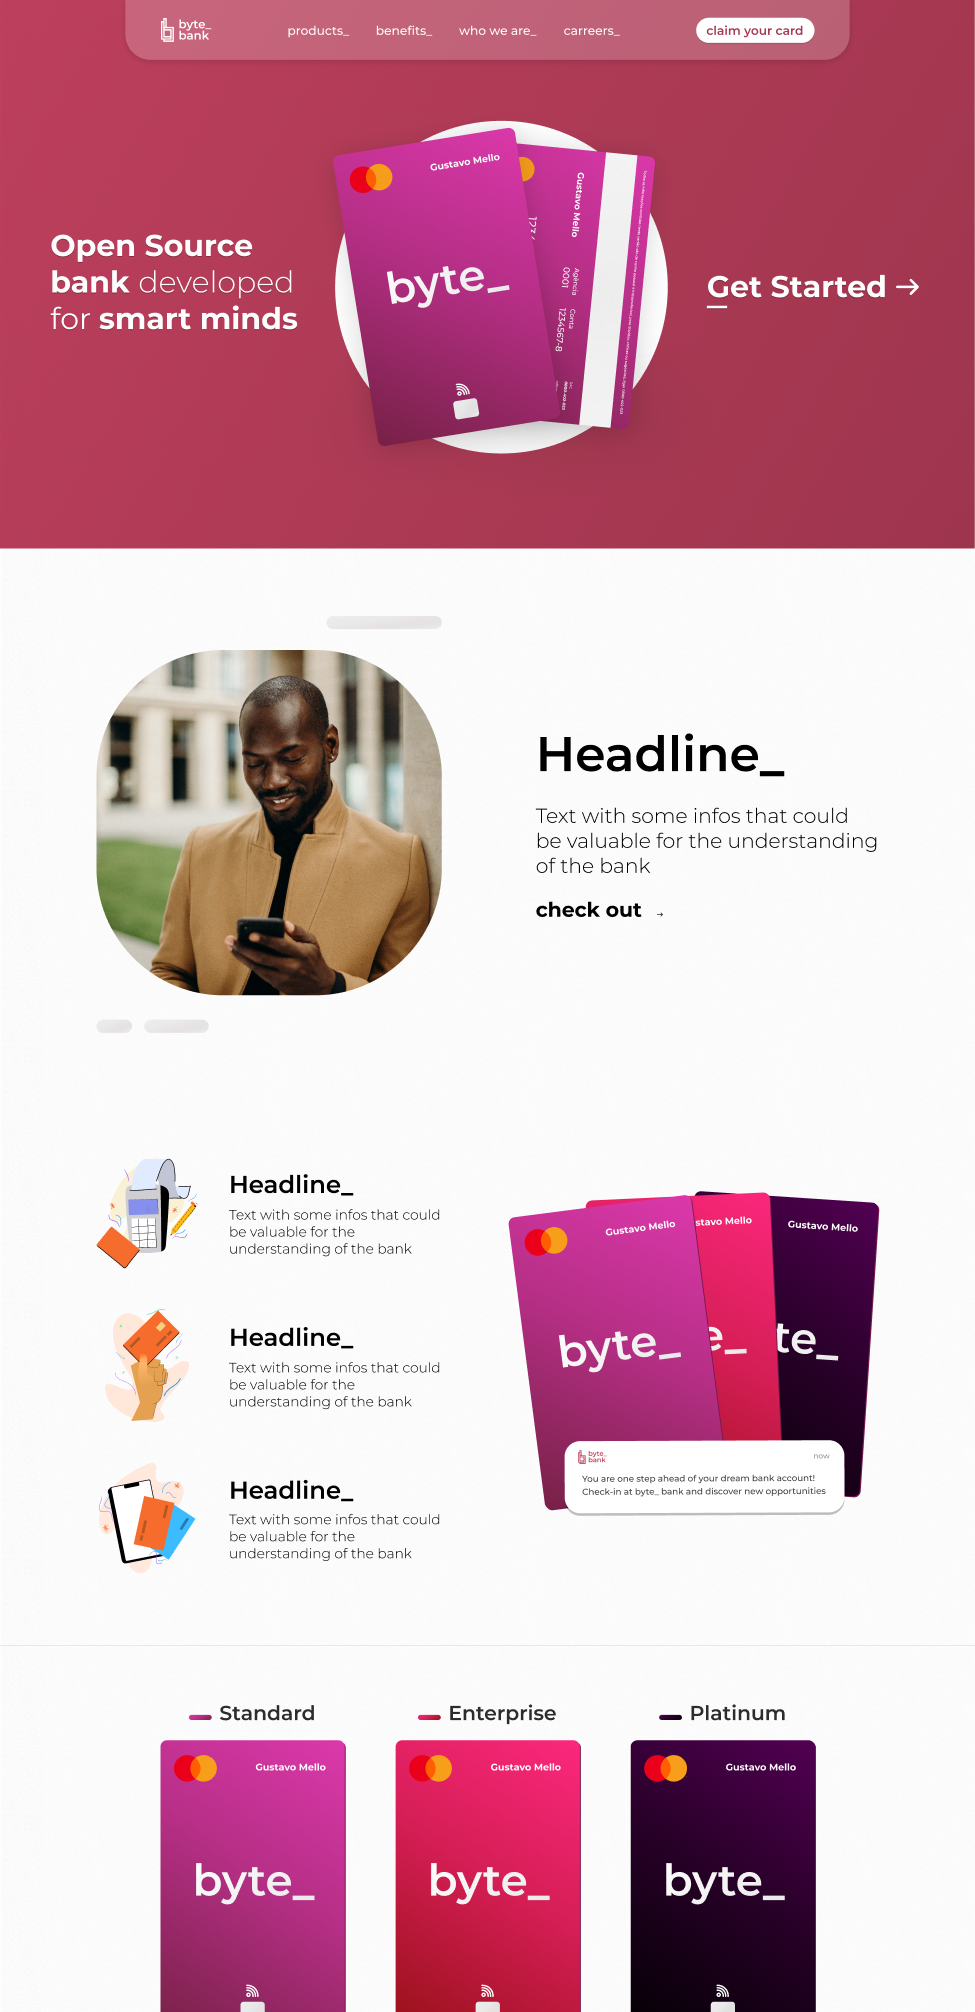 byte_
bank
products_
benefits_
who we are_
carreers_
claim your card
Open Source
bank developed
for smart minds
Gustavo Mello
byte_
Gustavo Mello
Agência
0001
Conta
1234567-8
Get Started →
Headline_
Text with some infos that could
be valuable for the understanding
of the bank
check out →
Headline_
Text with some infos that could
be valuable for the
understanding of the bank
Headline_
Text with some infos that could
be valuable for the
understanding of the bank
Headline_
Text with some infos that could
be valuable for the
understanding of the bank
Gustavo Mello
byte_
stavo Mello
e_
Gustavo Mello
te_
byte_
bank
now
You are one step ahead of your dream bank account!
Check-in at byte_ bank and discover new opportunities
Standard
Enterprise
Platinum
Gustavo Mello
byte_
Gustavo Mello
byte_
Gustavo Mello
byte_